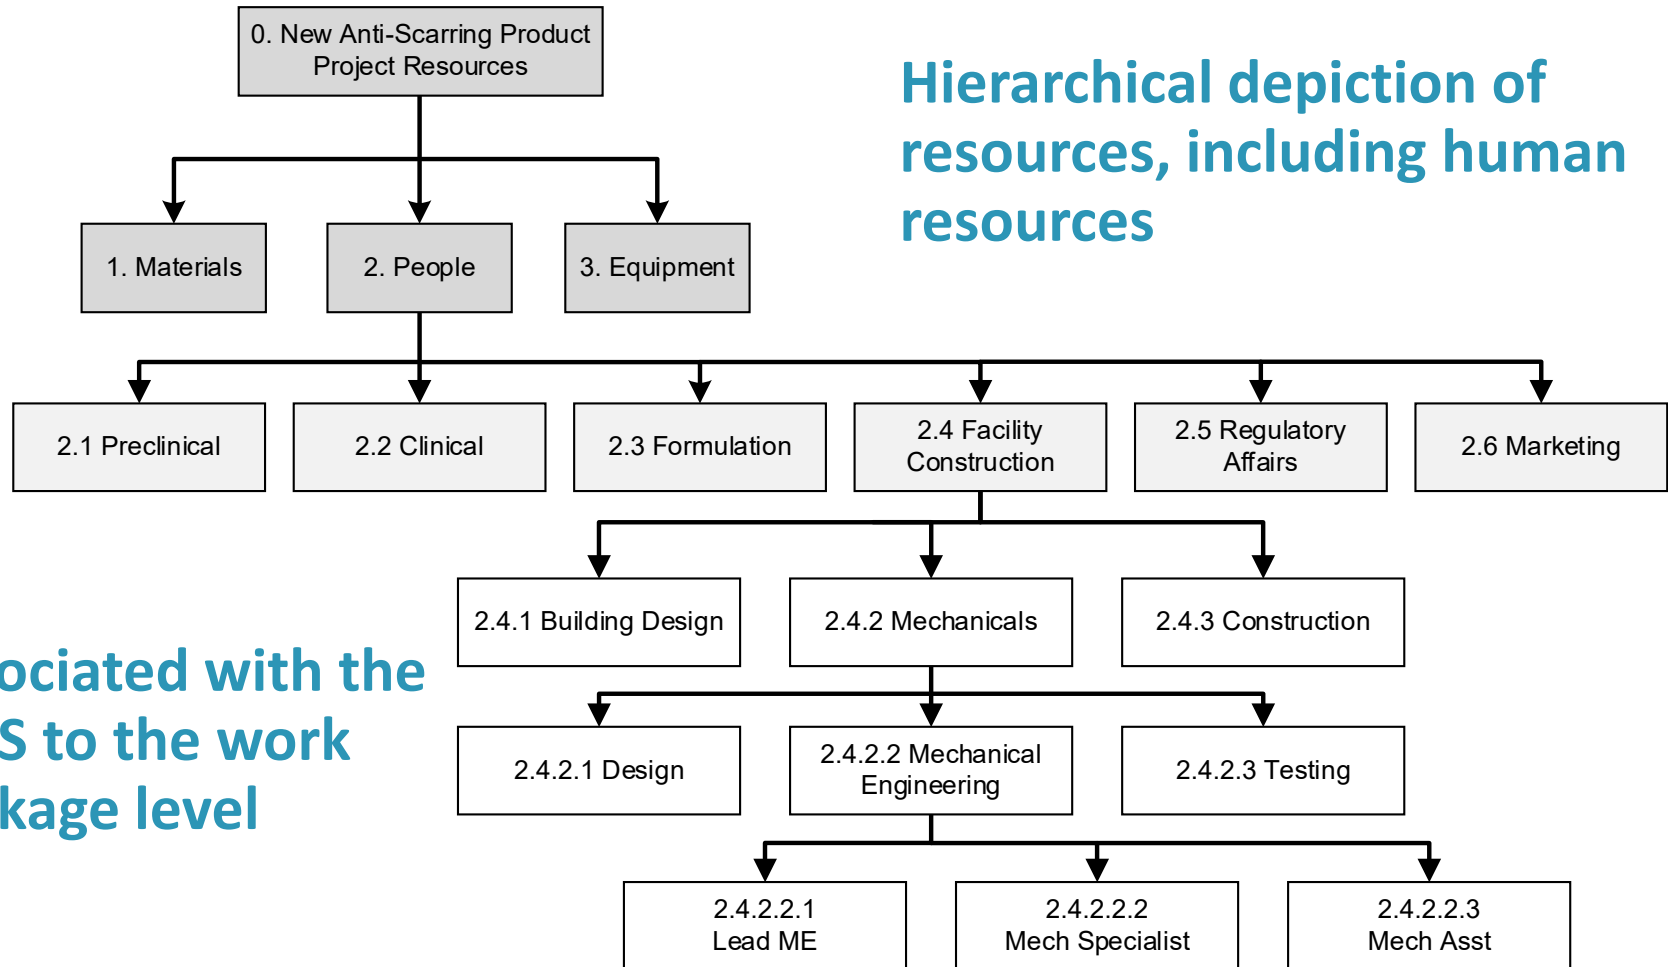 0. New Anti-Scarring Product
Project Resources
Hierarchical depiction of
resources, including human
resources
1. Materials
2. People
3. Equipment
2.1 Preclinical
2.2 Clinical
2.3 Formulation
2.4 Facility
Construction
2.5 Regulatory
Affairs
2.6 Marketing
2.4.1 Building Design
2.4.2 Mechanicals
2.4.3 Construction
ociated with the
S to the work
kage level
2.4.2.1 Design
2.4.2.2 Mechanical
Engineering
2.4.2.3 Testing
2.4.2.2.1
Lead ME
2.4.2.2.2
Mech Specialist
2.4.2.2.3
Mech Asst